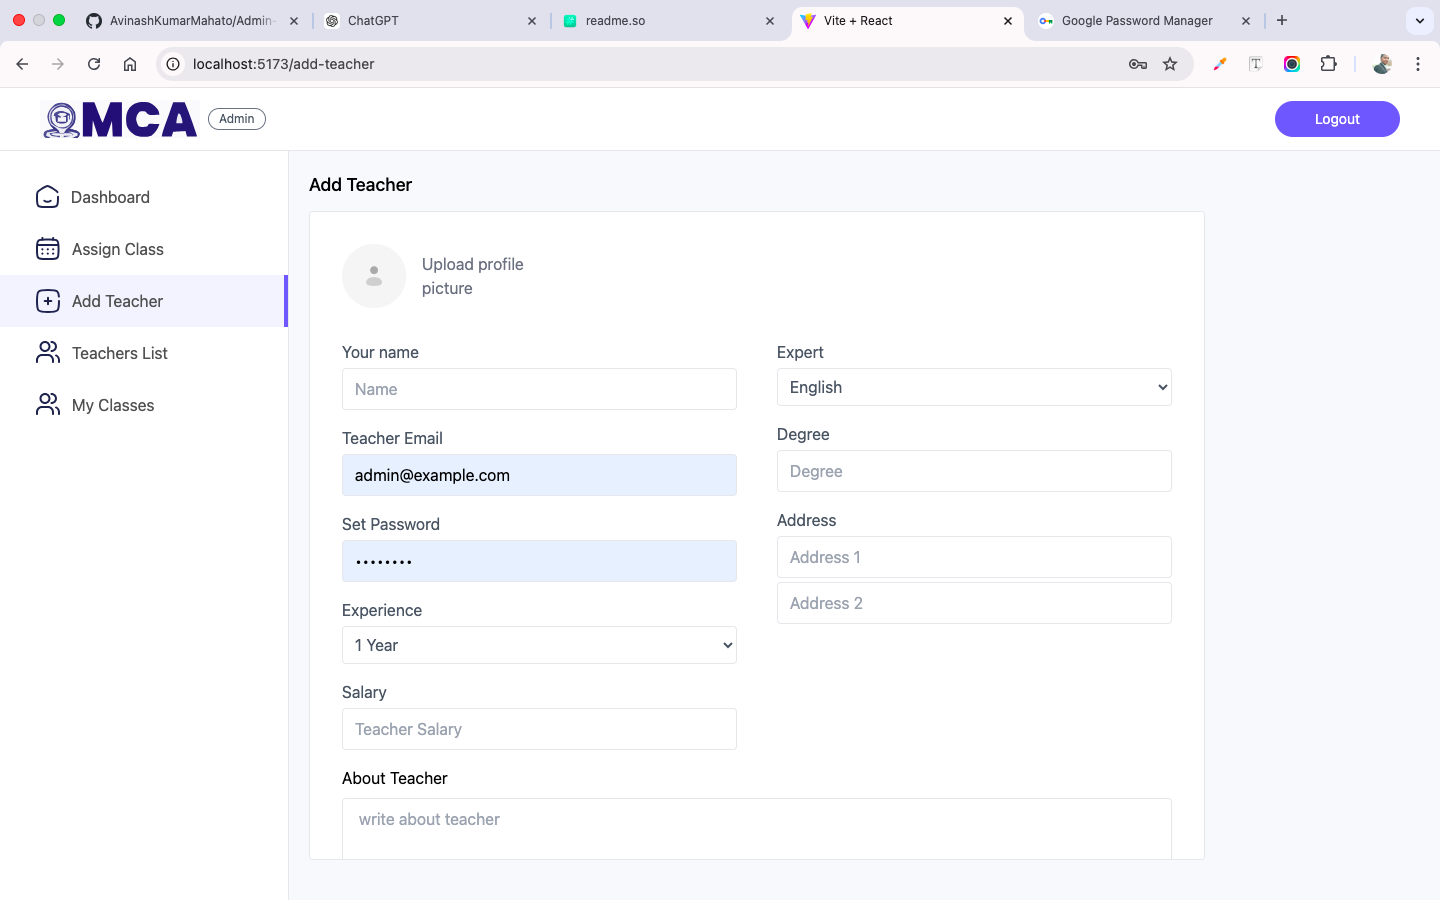 AvinashKumarMahato/Admin-
ChatGPT
readme.so
Vite + React
Google Password Manager
localhost:5173/add-teacher
MCA
Admin
Logout
Dashboard
Assign Class
Add Teacher
Teachers List
My Classes
Add Teacher
Upload profile
picture
Your name
Name
Teacher Email
admin@example.com
Set Password
••••••••
Experience
1 Year
Salary
Teacher Salary
Expert
English
Degree
Degree
Address
Address 1
Address 2
About Teacher
write about teacher